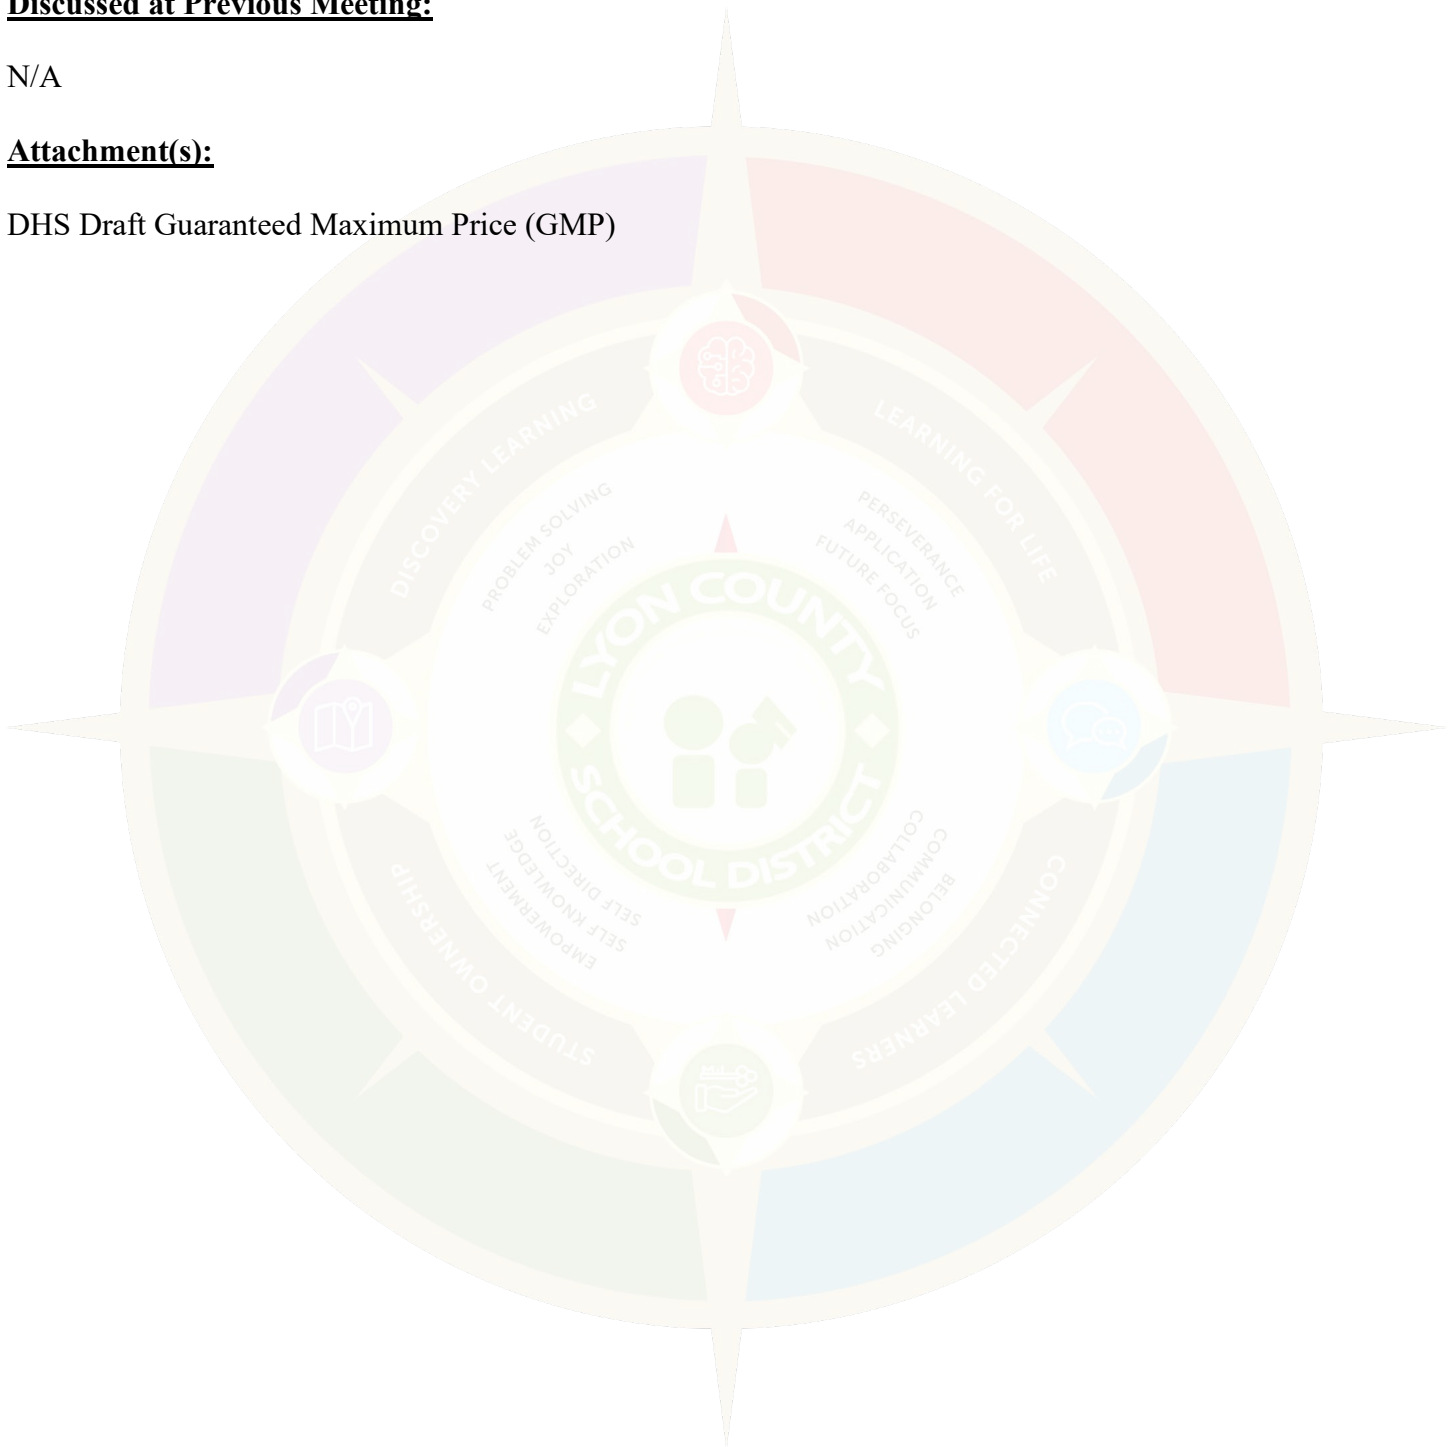 Discussed at Previous Meeting:
N/A
Attachment(s):
DHS Draft Guaranteed Maximum Price (GMP)
DISCOVERY LEARNING
LEARNING FOR LIFE
PROBLEM SOLVING
JOY
EXPLORATION
PERSEVERANCE
APPLICATION
FUTURE FOCUS
LYON COUNTY
SCHOOL DISTRICT
EMPOWERMENT
SELF KNOWLEDGE
SELF DIRECTION
COLLABORATION
COMMUNICATION
BELONGING
STUDENT OWNERSHIP
CONNECTED LEARNERS